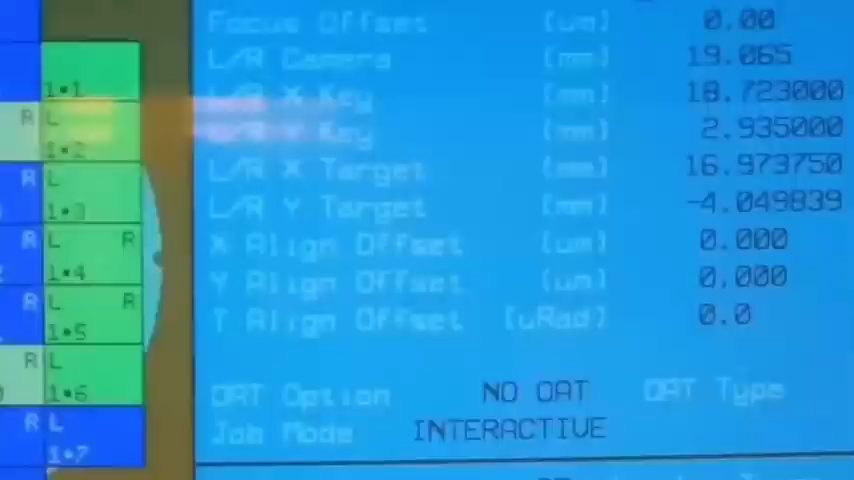 Focus Offset [um] 0.00
L/R Camera [mm] 19.065
L/R X Key [mm] 18.723000
L/R Y Key [mm] 2.935000
L/R X Target [mm] 16.973750
L/R Y Target [mm] -4.049839
X Align Offset [um] 0.000
Y Align Offset [um] 0.000
T Align Offset [uRad] 0.0
OAT Option NO OAT OAT Type
Job Mode INTERACTIVE
1•1
R L
1•2
R L
1•3
R L R
1•4
R L R
1•5
R L
1•6
R L
1•7